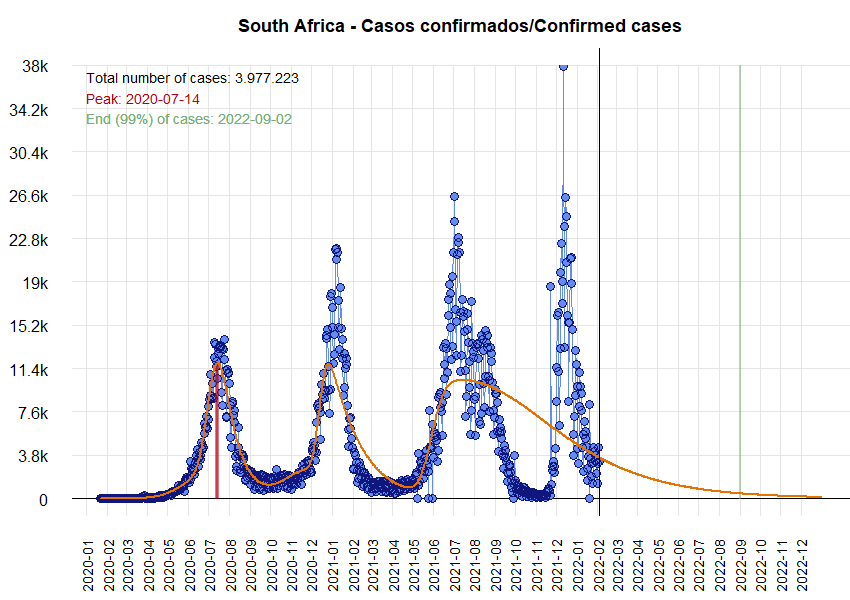 South Africa - Casos confirmados/Confirmed cases
38k
34.2k
30.4k
26.6k
22.8k
19k
15.2k
11.4k
7.6k
3.8k
0
Total number of cases: 3.977.223
Peak: 2020-07-14
End (99%) of cases: 2022-09-02
2020-01
2020-02
2020-03
2020-04
2020-05
2020-06
2020-07
2020-08
2020-09
2020-10
2020-11
2020-12
2021-01
2021-02
2021-03
2021-04
2021-05
2021-06
2021-07
2021-08
2021-09
2021-10
2021-11
2021-12
2022-01
2022-02
2022-03
2022-04
2022-05
2022-06
2022-07
2022-08
2022-09
2022-10
2022-11
2022-12